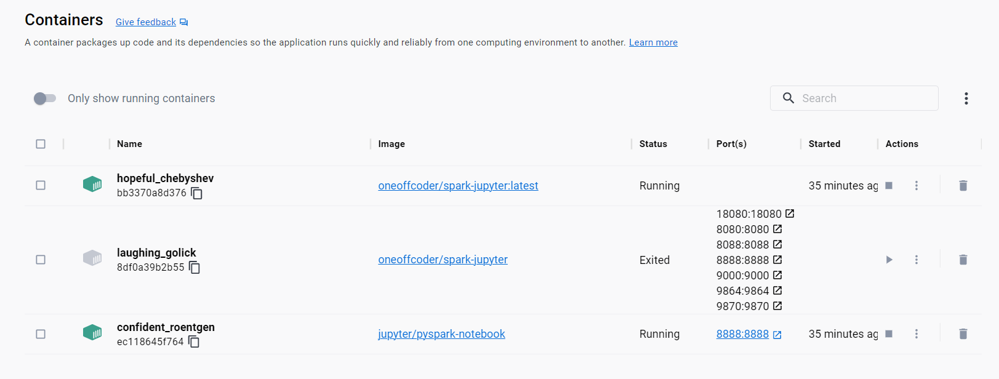 Containers Give feedback
A container packages up code and its dependencies so the application runs quickly and reliably from one computing environment to another. Learn more
Only show running containers Search
Name Image Status Port(s) Started Actions
hopeful_chebyshev
bb3370a8d376
oneoffcoder/spark-jupyter:latest Running 35 minutes ag
laughing_golick
8df0a39b2b55
oneoffcoder/spark-jupyter Exited
18080:18080
8080:8080
8088:8088
8888:8888
9000:9000
9864:9864
9870:9870
confident_roentgen
ec118645f764
jupyter/pyspark-notebook Running 8888:8888 35 minutes ag